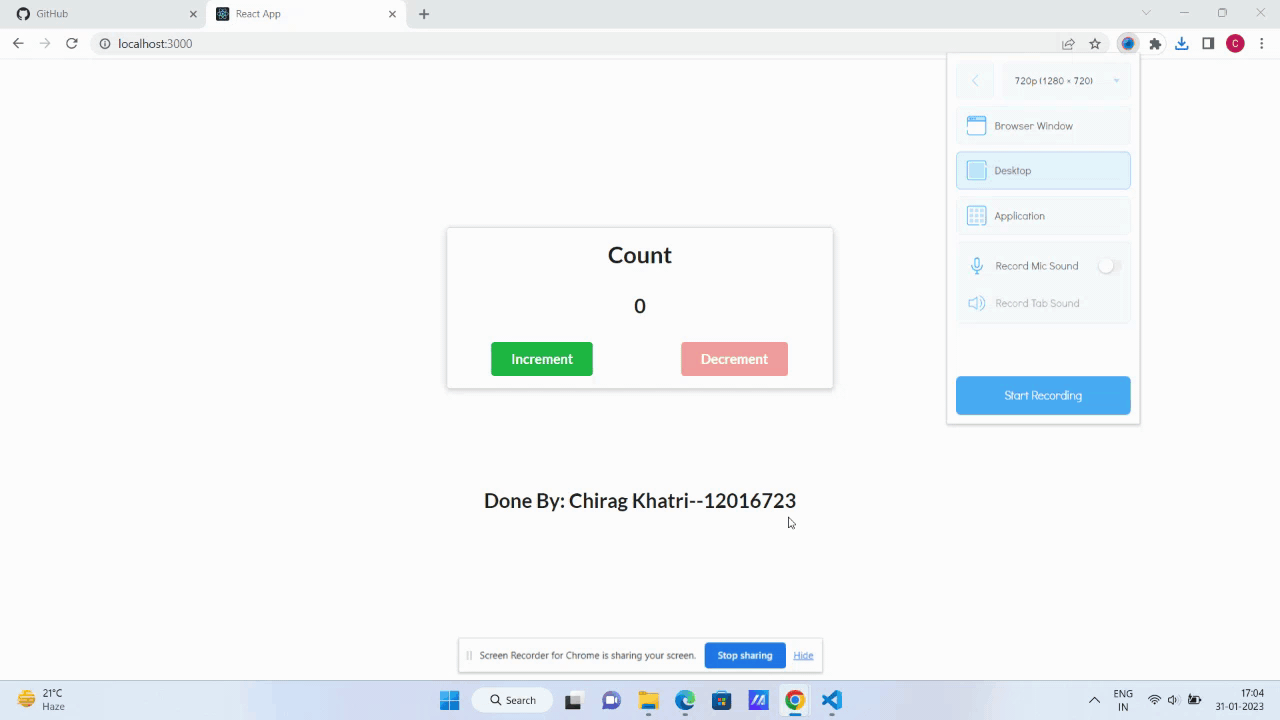 GitHub
React App
localhost:3000
C
720p (1280 × 720)
Browser Window
Desktop
Application
Record Mic Sound
Record Tab Sound
Start Recording
Count
0
Increment
Decrement
Done By: Chirag Khatri--12016723
Screen Recorder for Chrome is sharing your screen.
Stop sharing
Hide
21°C
Haze
Search
ENG
IN
17:04
31-01-2023